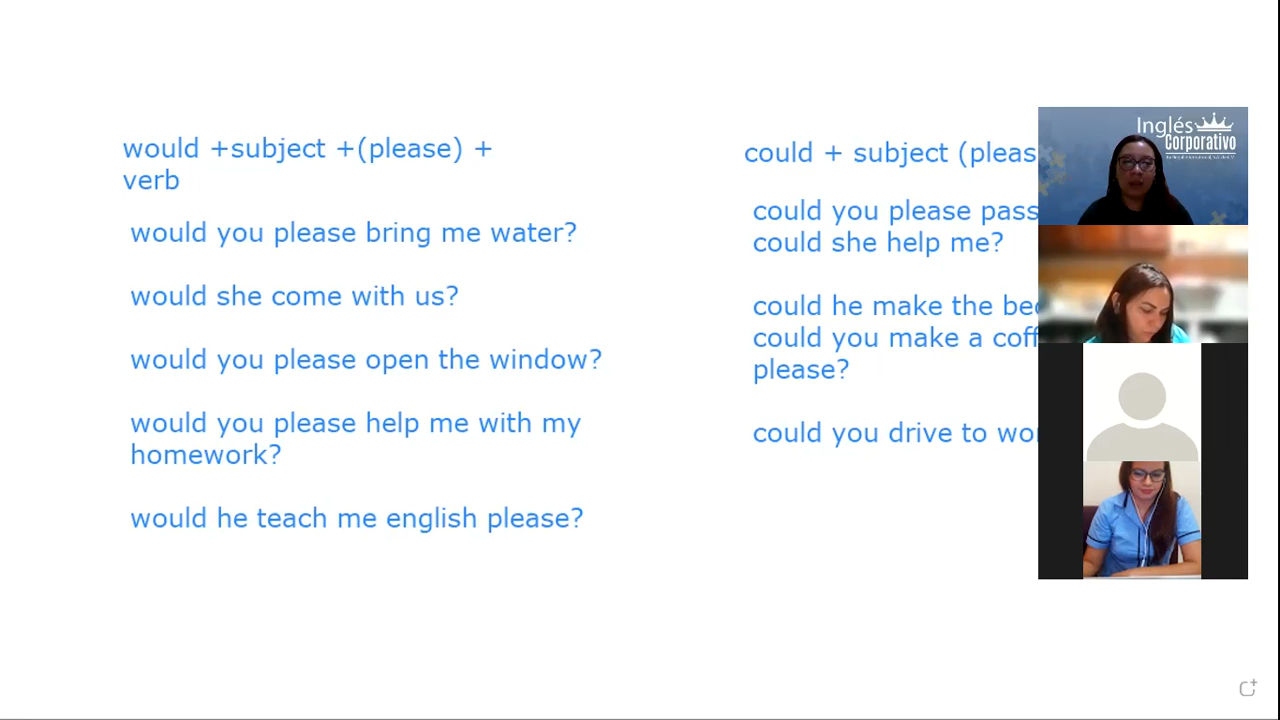 would +subject +(please) +
verb
would you please bring me water?
would she come with us?
would you please open the window?
would you please help me with my
homework?
would he teach me english please?
could + subject (pleas
could you please pass
could she help me?
could he make the be
could you make a coff
please?
could you drive to wor
Inglés
Corporativo